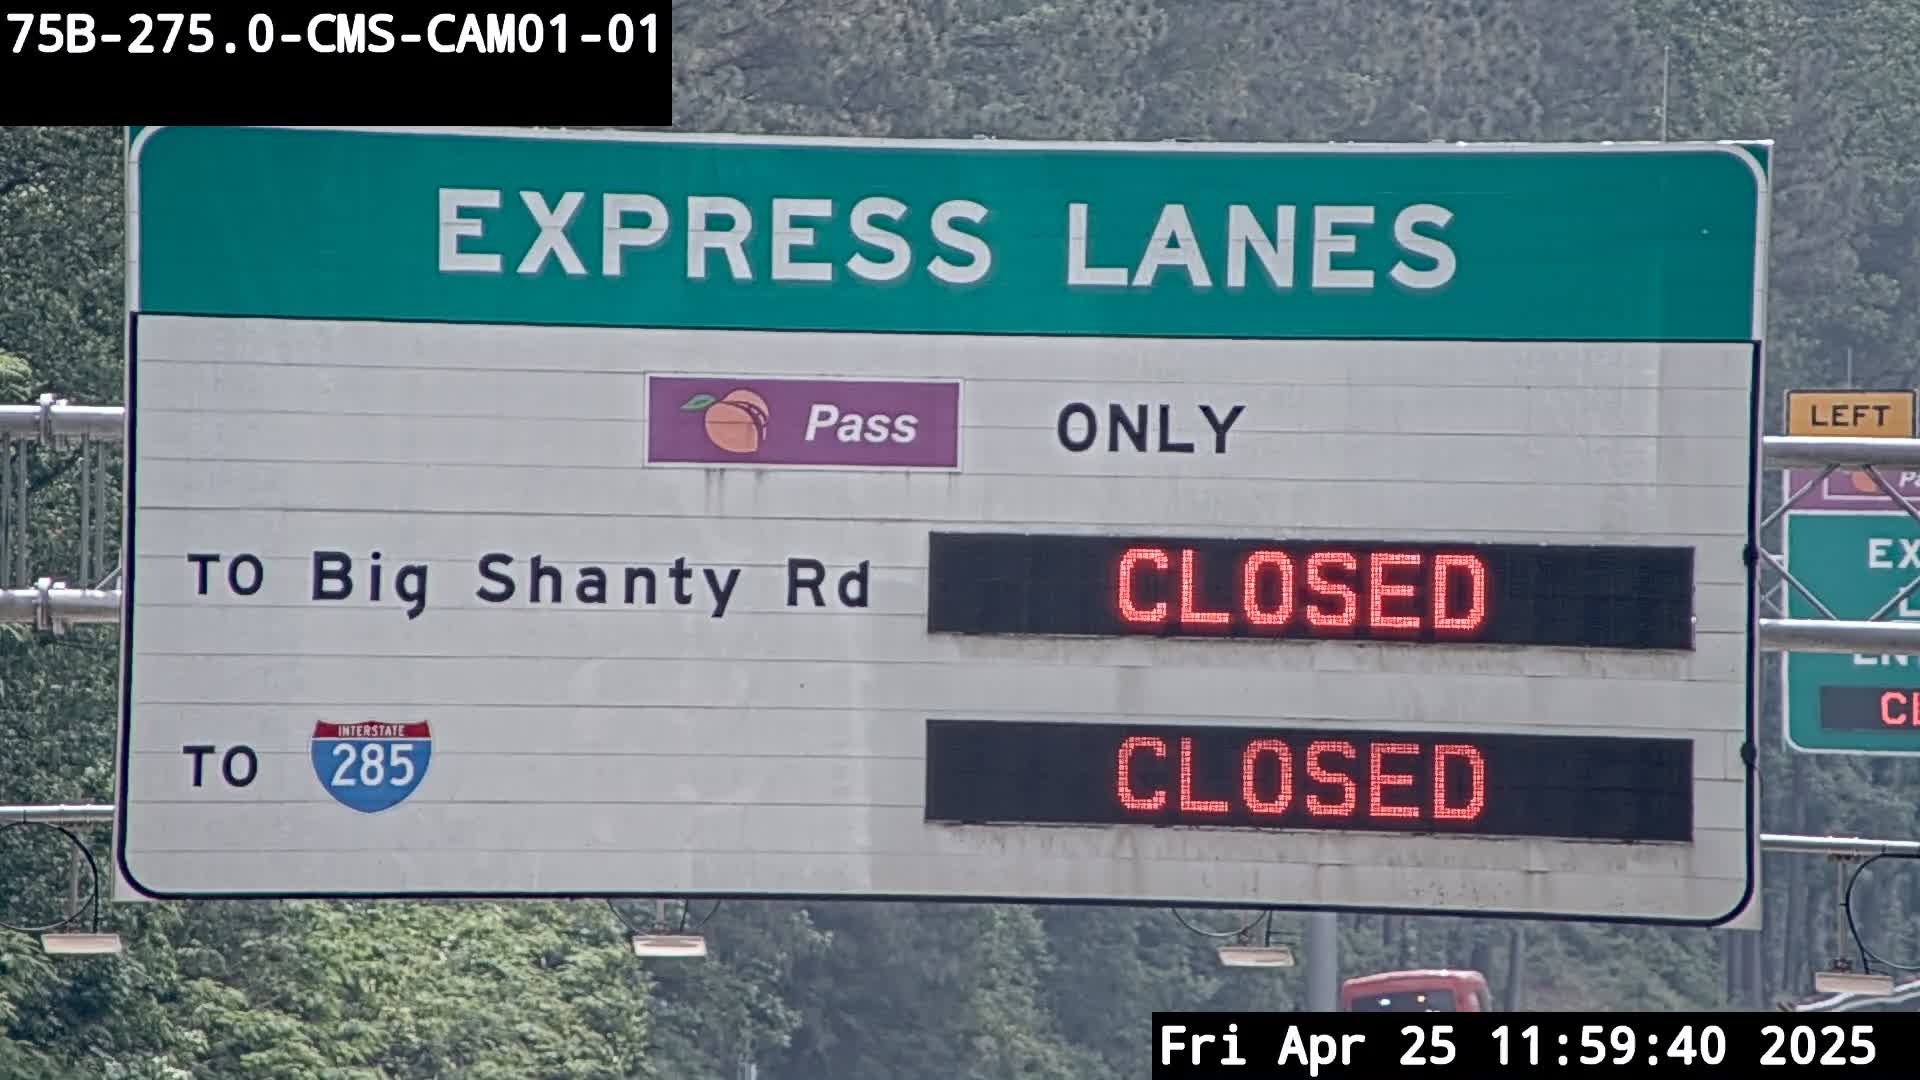 75B-275.0-CMS-CAM01-01
EXPRESS LANES
Pass ONLY
TO Big Shanty Rd CLOSED
TO INTERSTATE 285 CLOSED
LEFT
Fri Apr 25 11:59:40 2025